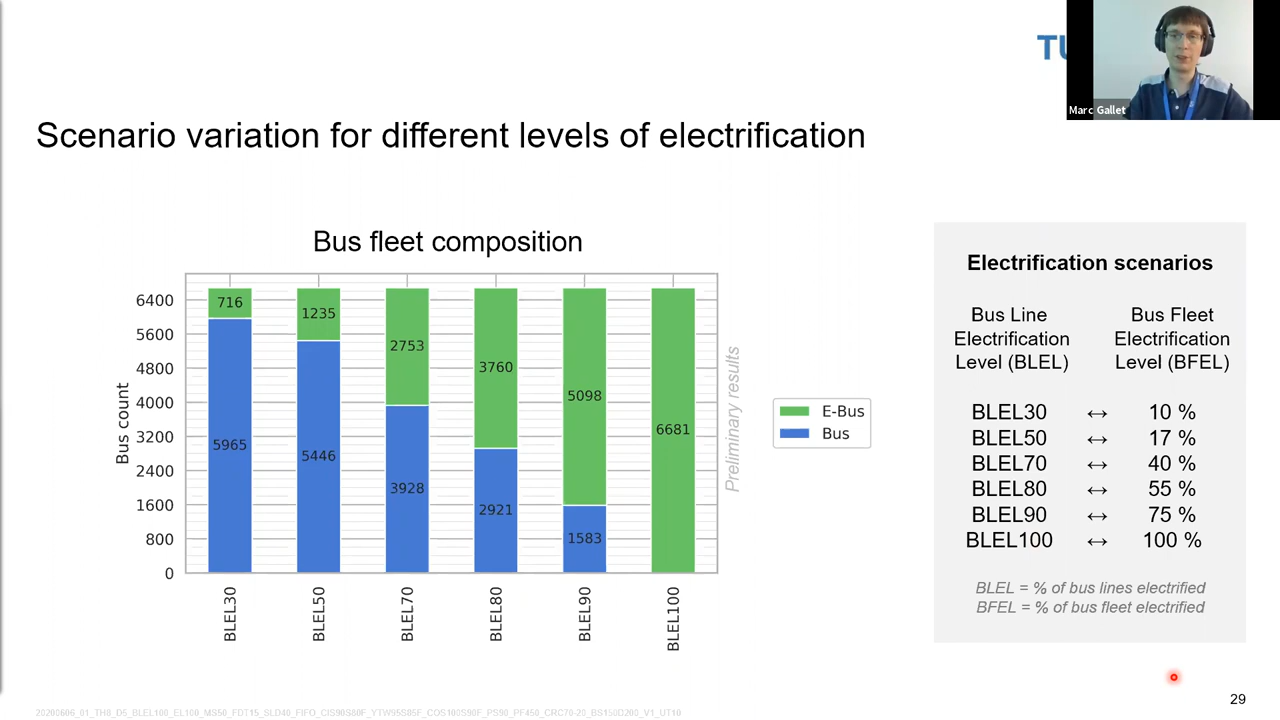 TU
Marc Gallet
Scenario variation for different levels of electrification
Bus fleet composition
6400
5600
4800
4000
3200
2400
1600
800
0
Bus count
716
1235
2753
3760
5098
6681
5965
5446
3928
2921
1583
BLEL30
BLEL50
BLEL70
BLEL80
BLEL90
BLEL100
Preliminary results
E-Bus
Bus
Electrification scenarios
Bus Line
Electrification
Level (BLEL)
Bus Fleet
Electrification
Level (BFEL)
BLEL30 ↔ 10 %
BLEL50 ↔ 17 %
BLEL70 ↔ 40 %
BLEL80 ↔ 55 %
BLEL90 ↔ 75 %
BLEL100 ↔ 100 %
BLEL = % of bus lines electrified
BFEL = % of bus fleet electrified
29